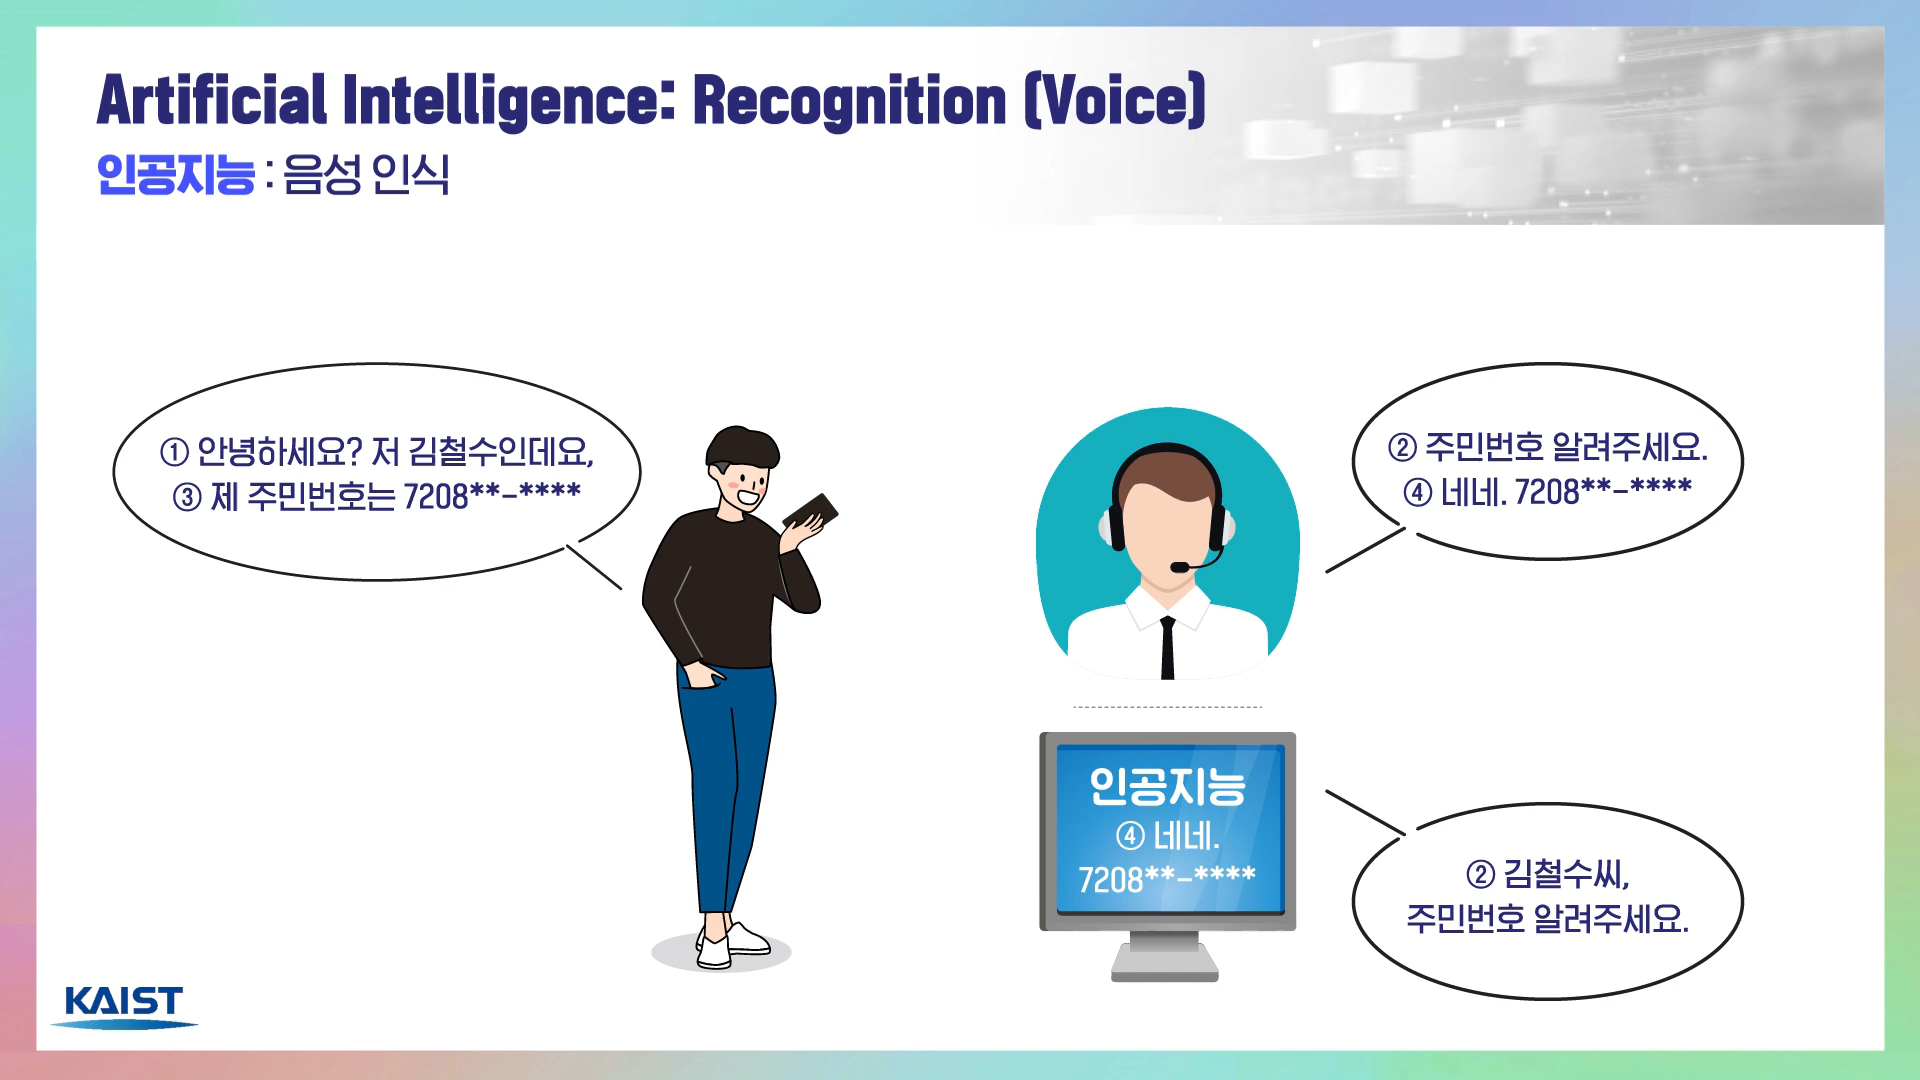 Artificial Intelligence: Recognition (Voice)
인공지능 : 음성 인식
① 안녕하세요? 저 김철수인데요,
③ 제 주민번호는 7208**-****
② 주민번호 알려주세요.
④ 네네. 7208**-****
인공지능
④ 네네.
7208**-****
② 김철수씨,
주민번호 알려주세요.
KAIST